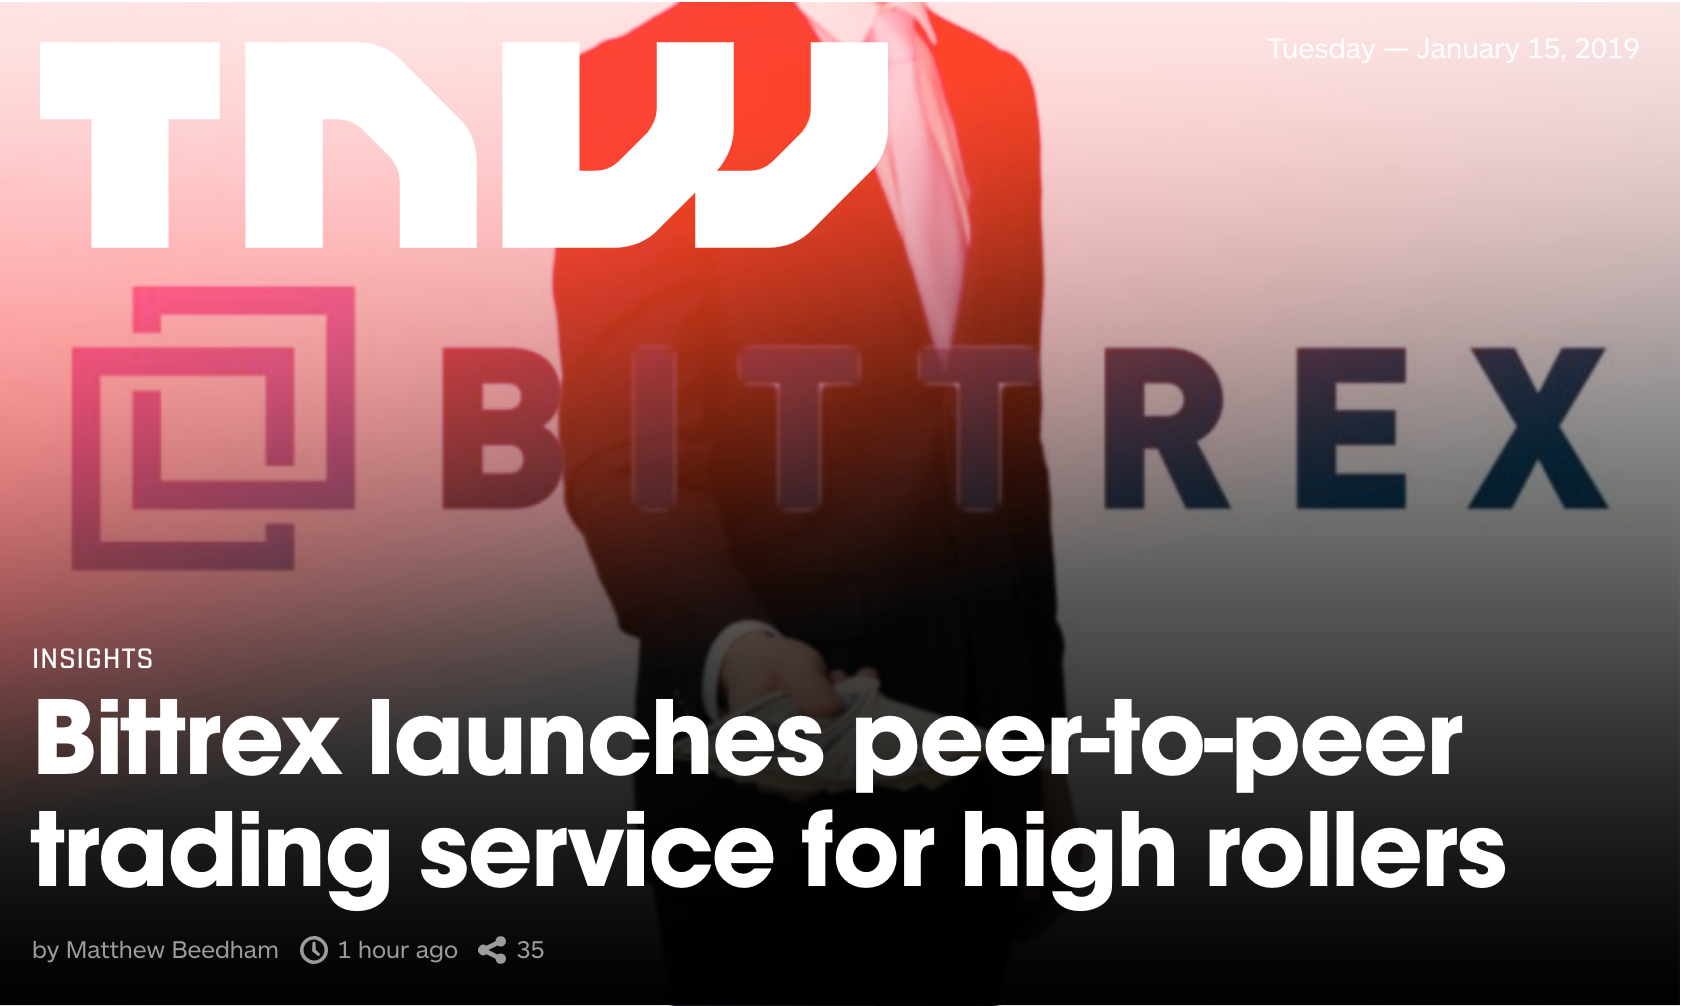 TNW
Tuesday — January 15, 2019
BITTREX
INSIGHTS
Bittrex launches peer-to-peer
trading service for high rollers
by Matthew Beedham 1 hour ago 35